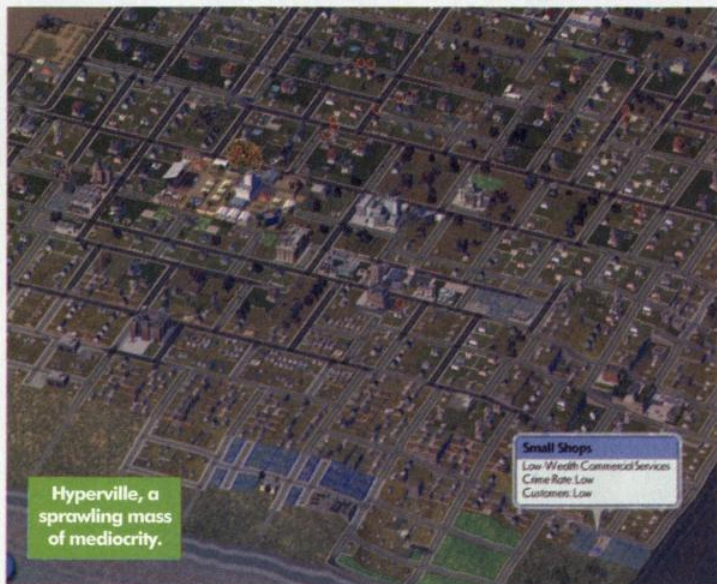 Hyperville, a
sprawling mass
of mediocrity.
Small Shops
Low-Wealth Commercial Services
Crime Rate: Low
Customers: Low